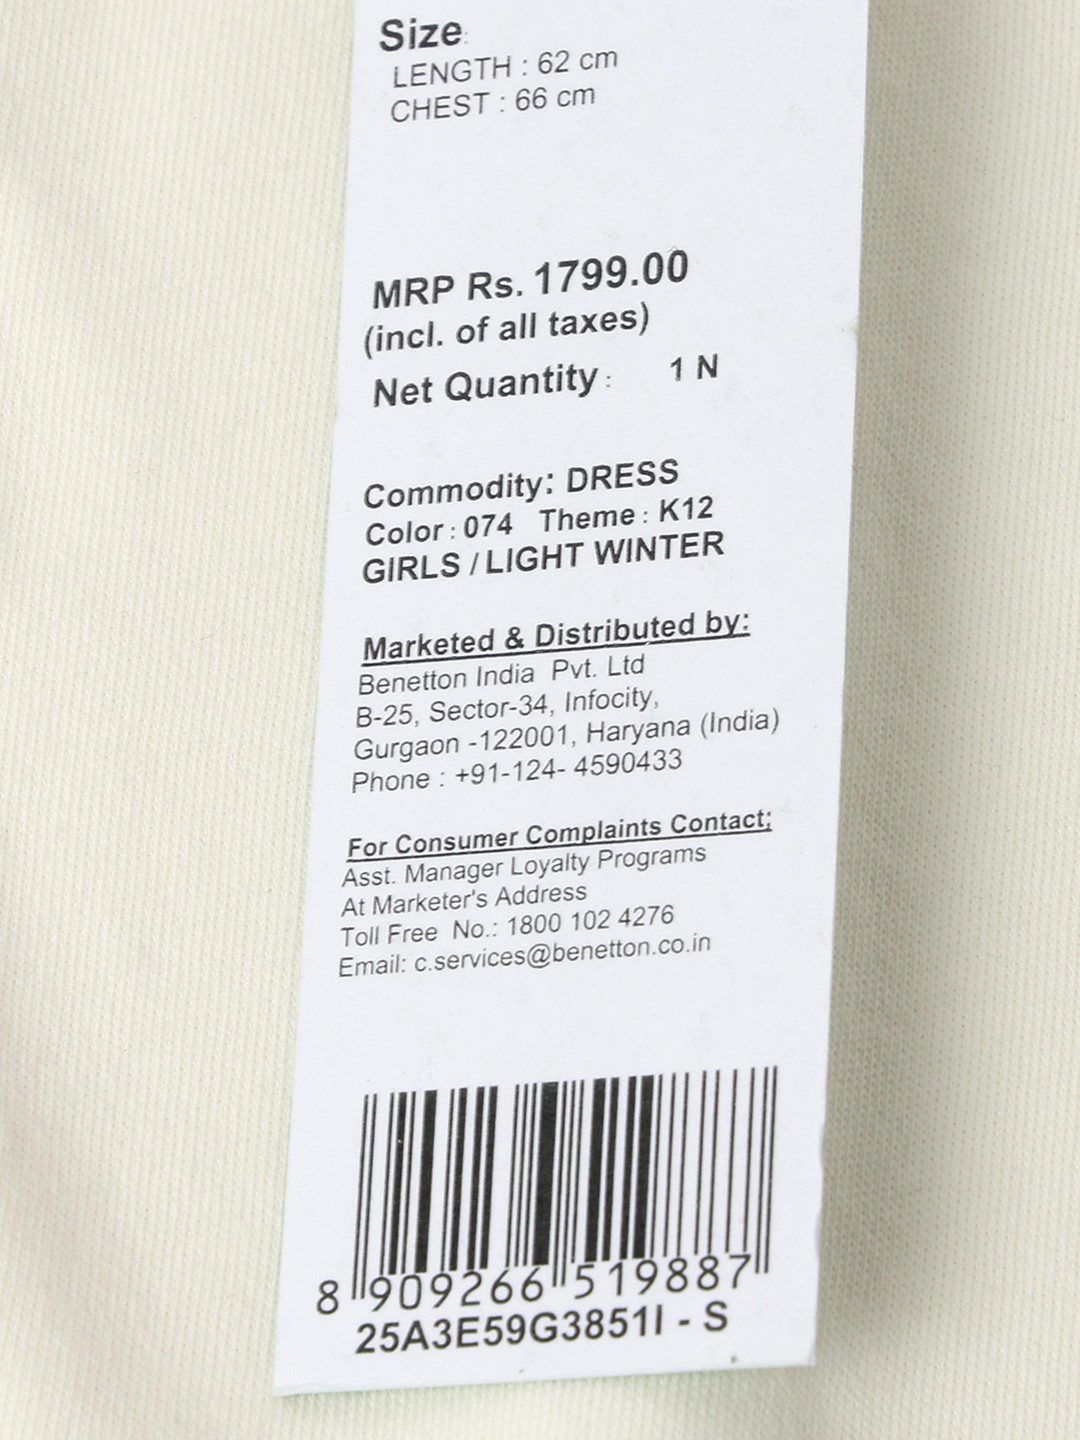 Size:
LENGTH : 62 cm
CHEST : 66 cm
MRP Rs. 1799.00
(incl. of all taxes)
Net Quantity : 1 N
Commodity: DRESS
Color : 074 Theme : K12
GIRLS / LIGHT WINTER
Marketed & Distributed by:
Benetton India Pvt. Ltd
B-25, Sector-34, Infocity,
Gurgaon -122001, Haryana (India)
Phone : +91-124- 4590433
For Consumer Complaints Contact;
Asst. Manager Loyalty Programs
At Marketer's Address
Toll Free No.: 1800 102 4276
Email: c.services@benetton.co.in
8 909266 519887
25A3E59G3851I - S